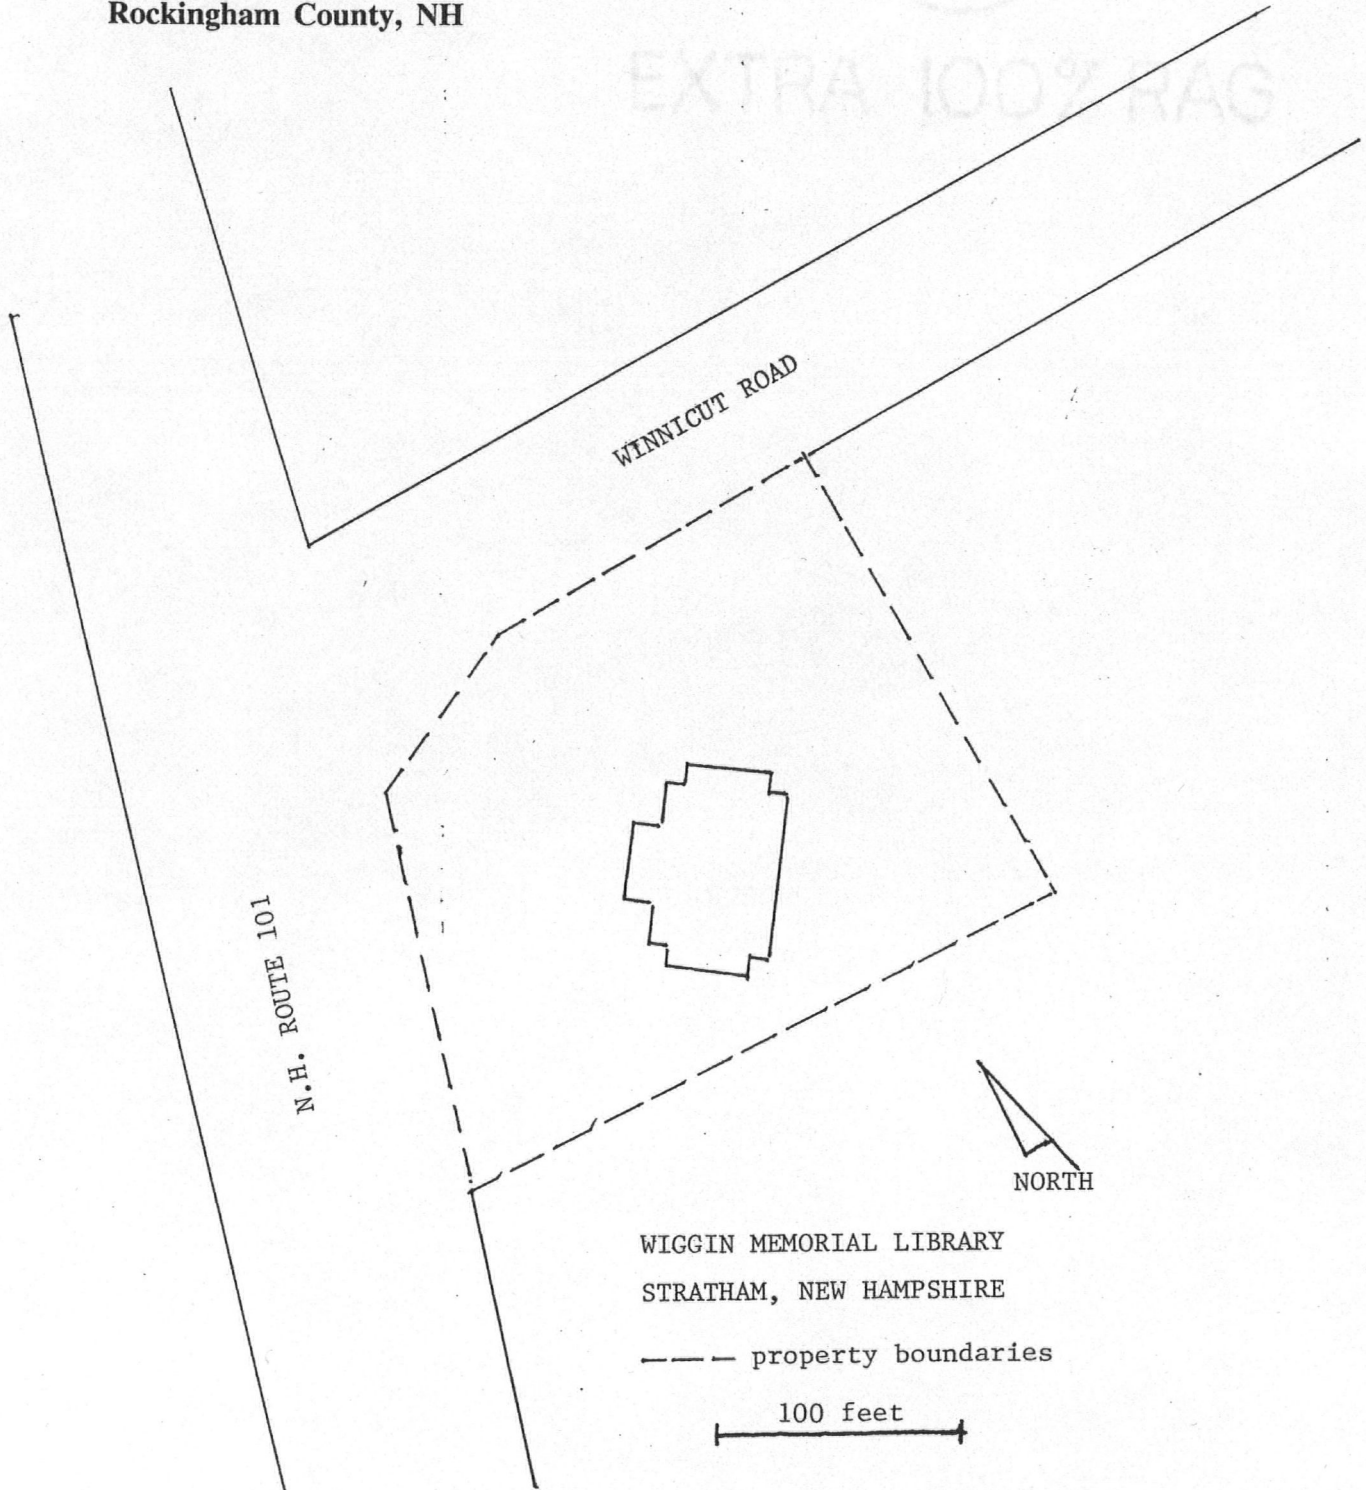 Rockingham County, NH
EXTRA 100% RAG
WINNICUT ROAD
N.H. ROUTE 101
NORTH
WIGGIN MEMORIAL LIBRARY
STRATHAM, NEW HAMPSHIRE
property boundaries
100 feet